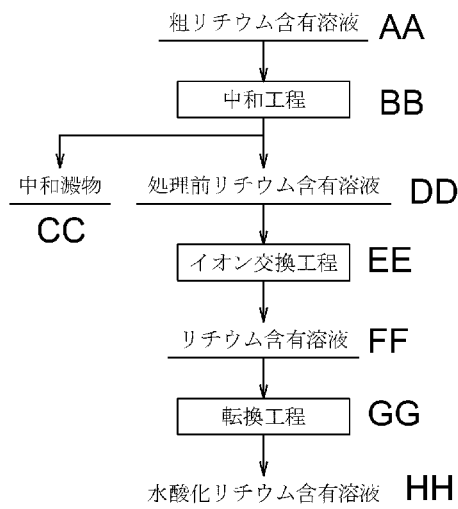 粗リチウム含有溶液 AA
中和工程 BB
中和澱物 処理前リチウム含有溶液 DD
CC
イオン交換工程 EE
リチウム含有溶液 FF
転換工程 GG
水酸化リチウム含有溶液 HH